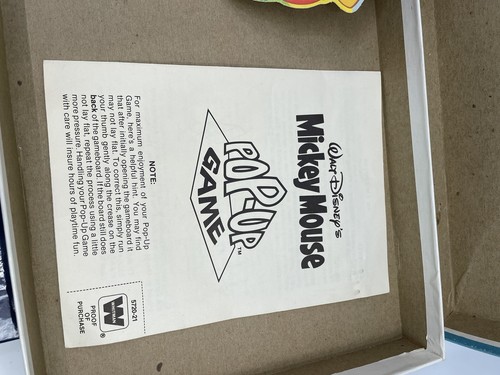 Walt Disney's
Mickey Mouse
POP-UP™
GAME
NOTE:
For maximum enjoyment of your Pop-Up
Game, here's a helpful hint. You may find
that after initially opening the gameboard it
may not lay flat. To correct this, simply run
your thumb gently along the crease on the
back of the gameboard. If the board still does
not lay flat, repeat the process using a little
more pressure. Handling your Pop-Up Game
with care will insure hours of playtime fun.
5720-21
W
®
PROOF
OF
PURCHASE